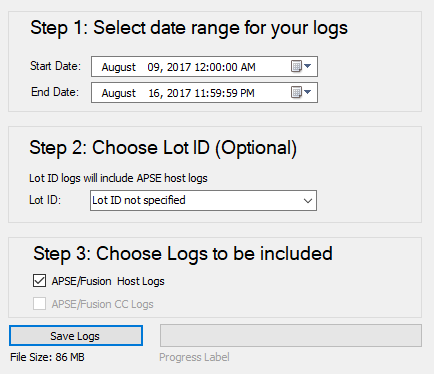 Step 1: Select date range for your logs
Start Date: August 09, 2017 12:00:00 AM
End Date: August 16, 2017 11:59:59 PM
Step 2: Choose Lot ID (Optional)
Lot ID logs will include APSE host logs
Lot ID: Lot ID not specified
Step 3: Choose Logs to be included
APSE/Fusion Host Logs
APSE/Fusion CC Logs
Save Logs
File Size: 86 MB Progress Label